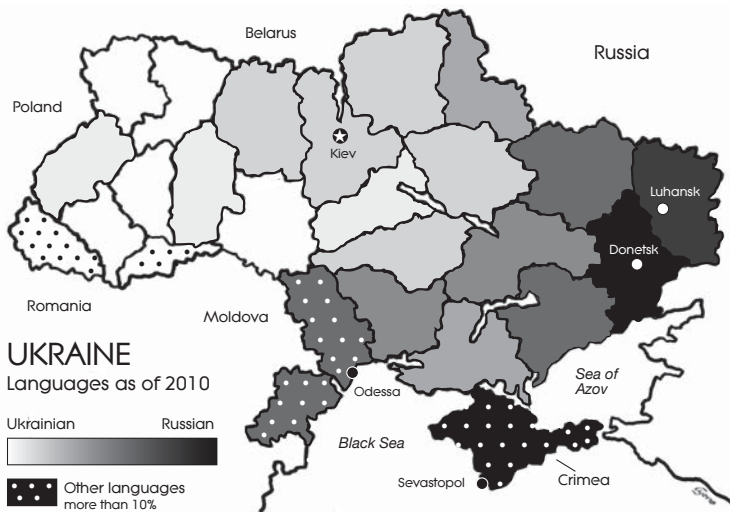 Belarus
Russia
Poland
Kiev
Luhansk
Donetsk
Romania
Moldova
UKRAINE
Languages as of 2010
Sea of
Azov
Odessa
Ukrainian Russian
Black Sea
Other languages
more than 10%
Sevastopol
Crimea